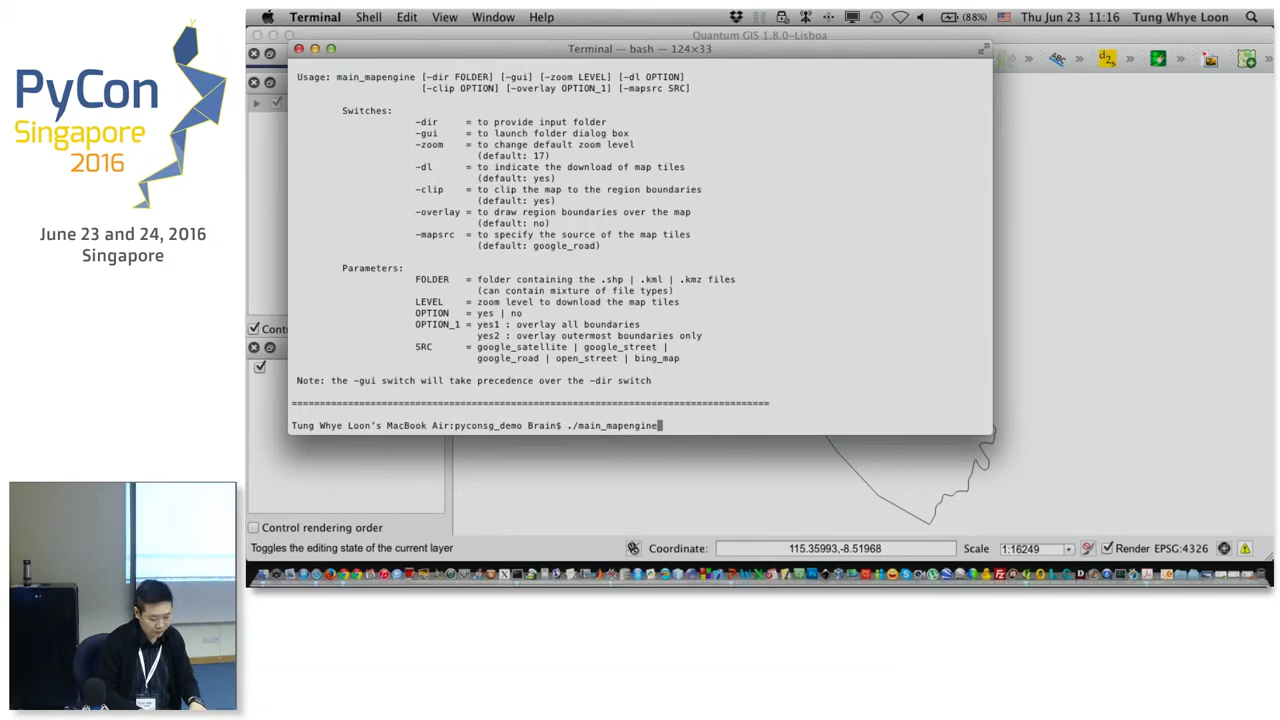 PyCon
Singapore
2016
June 23 and 24, 2016
Singapore
Terminal Shell Edit View Window Help
(88%) Thu Jun 23 11:16 Tung Whye Loon
Quantum GIS 1.8.0-Lisboa
Terminal — bash — 124×33
Usage: main_mapengine [-dir FOLDER] [-gui] [-zoom LEVEL] [-dl OPTION]
[-clip OPTION] [-overlay OPTION_1] [-mapsrc SRC]
Switches:
-dir = to provide input folder
-gui = to launch folder dialog box
-zoom = to change default zoom level
(default: 17)
-dl = to indicate the download of map tiles
(default: yes)
-clip = to clip the map to the region boundaries
(default: yes)
-overlay = to draw region boundaries over the map
(default: no)
-mapsrc = to specify the source of the map tiles
(default: google_road)
Parameters:
FOLDER = folder containing the .shp | .kml | .kmz files
(can contain mixture of file types)
LEVEL = zoom level to download the map tiles
OPTION = yes | no
OPTION_1 = yes1 : overlay all boundaries
yes2 : overlay outermost boundaries only
SRC = google_satellite | google_street |
google_road | open_street | bing_map
Note: the -gui switch will take precedence over the -dir switch
=====================================================================================
Tung Whye Loon's MacBook Air:pyconsg_demo Brain$ ./main_mapengine
Contr
Control rendering order
Toggles the editing state of the current layer
Coordinate: 115.35993,-8.51968 Scale 1:16249 Render EPSG:4326